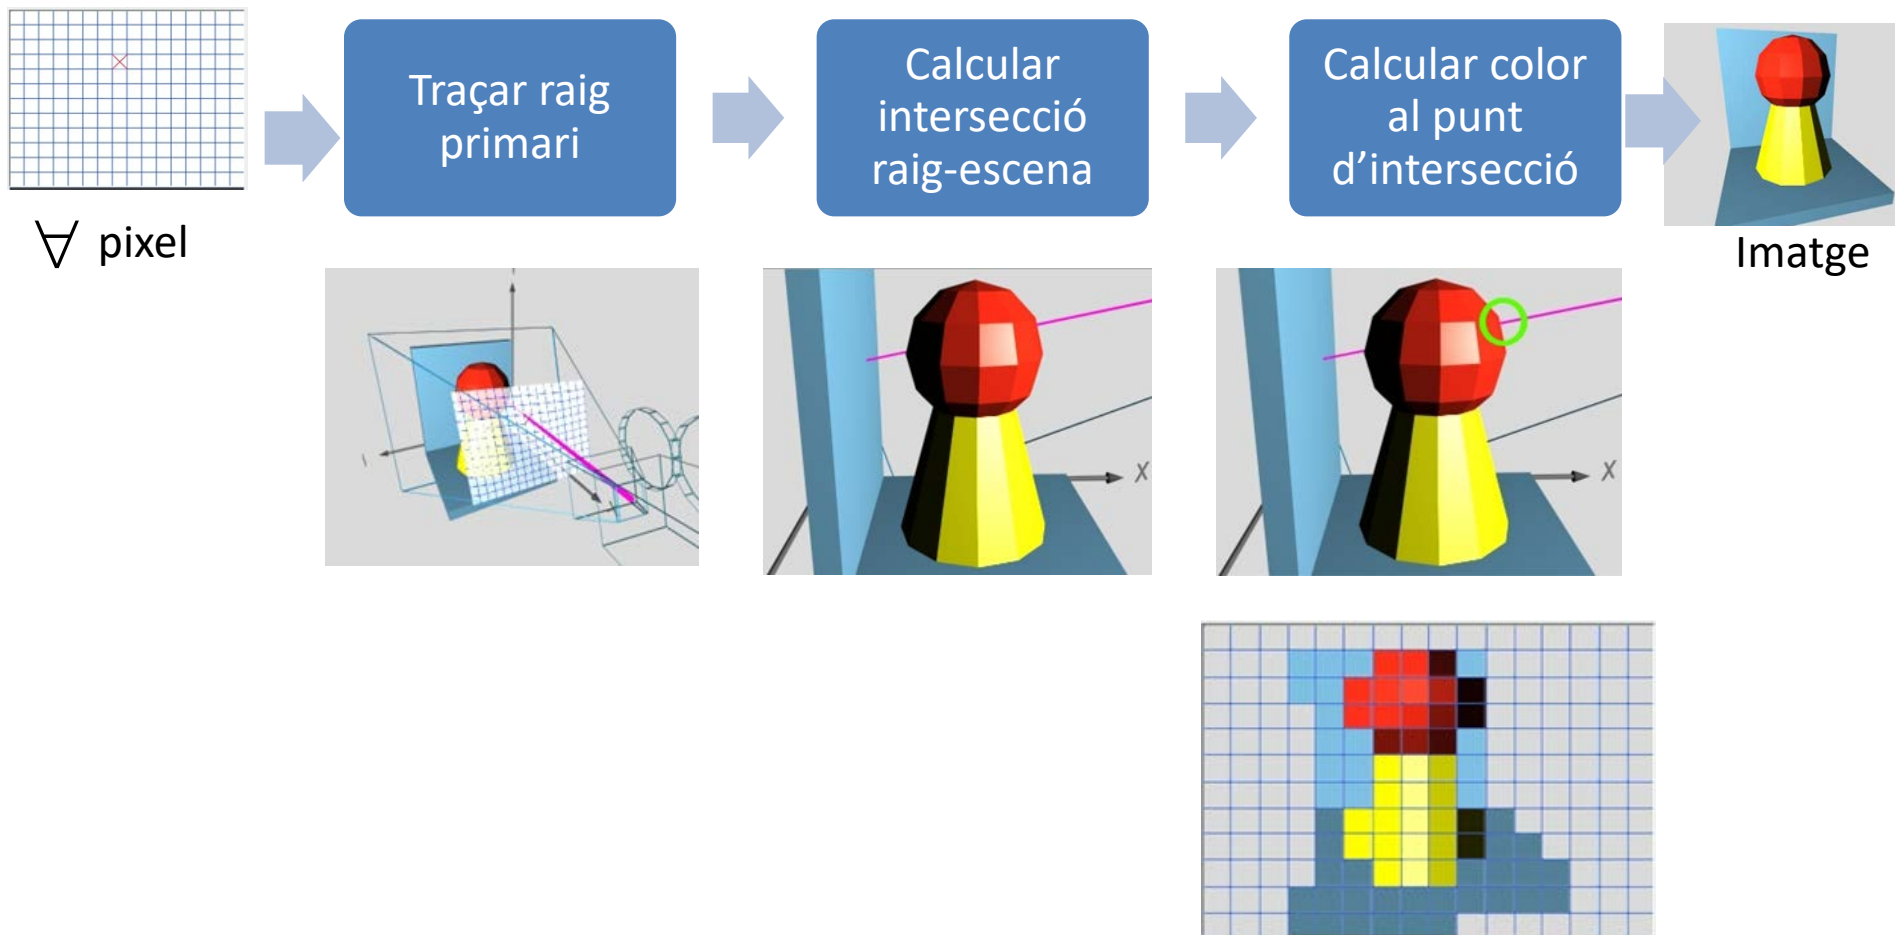 Traçar raig
primari
Calcular
intersecció
raig-escena
Calcular color
al punt
d’intersecció
∀ pixel
Imatge
X
X